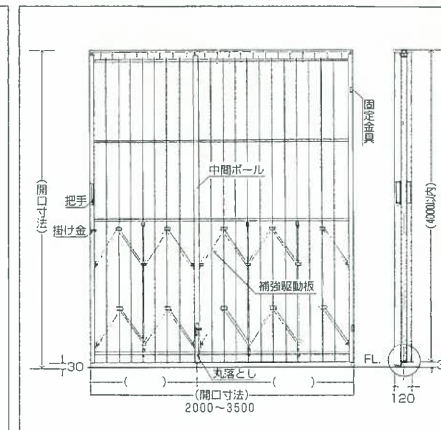 固定金具
中間ポール
(開口寸法)
(4000以内)
把手
掛け金
補強駆動板
30
FL.
丸落とし
( )
( )
(開口寸法)
2000～3500
120